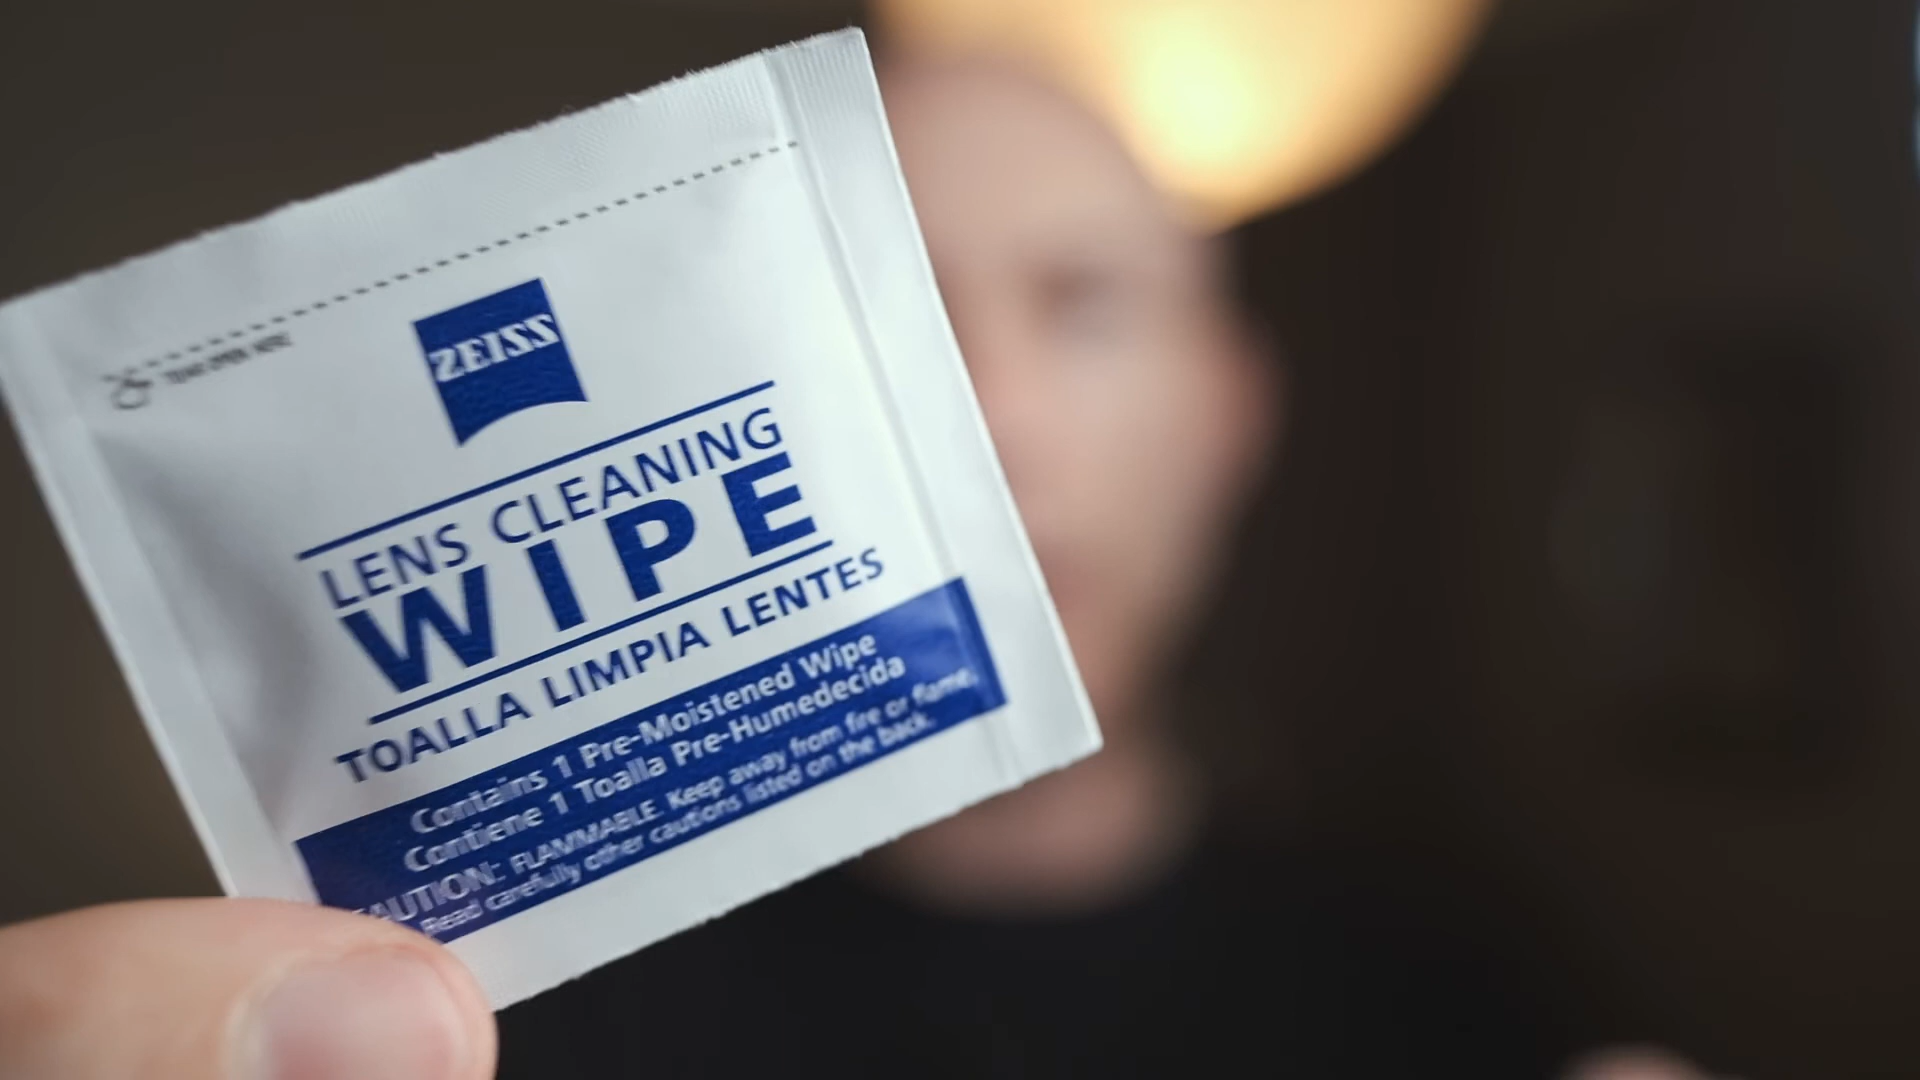 ZEISS
LENS CLEANING
WIPE
TOALLA LIMPIA LENTES
Contains 1 Pre-Moistened Wipe
Contiene 1 Toalla Pre-Humedecida
CAUTION: FLAMMABLE. Keep away from fire or flame.
Read carefully other cautions listed on the back.